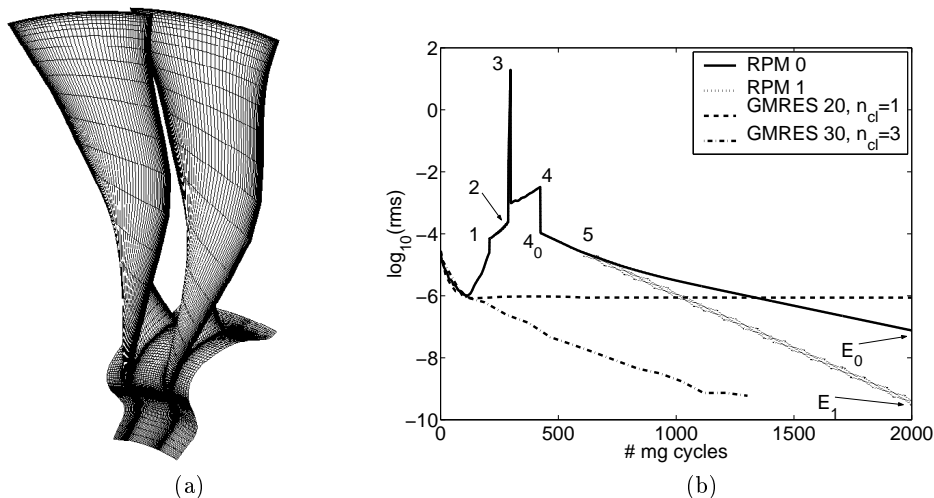 2
0
−2
−4
−6
−8
−10
log10(rms)
0
500
1000
1500
2000
# mg cycles
RPM 0
RPM 1
GMRES 20, ncl=1
GMRES 30, ncl=3
3
2
4
1
40
5
E0
E1
(a)
(b)